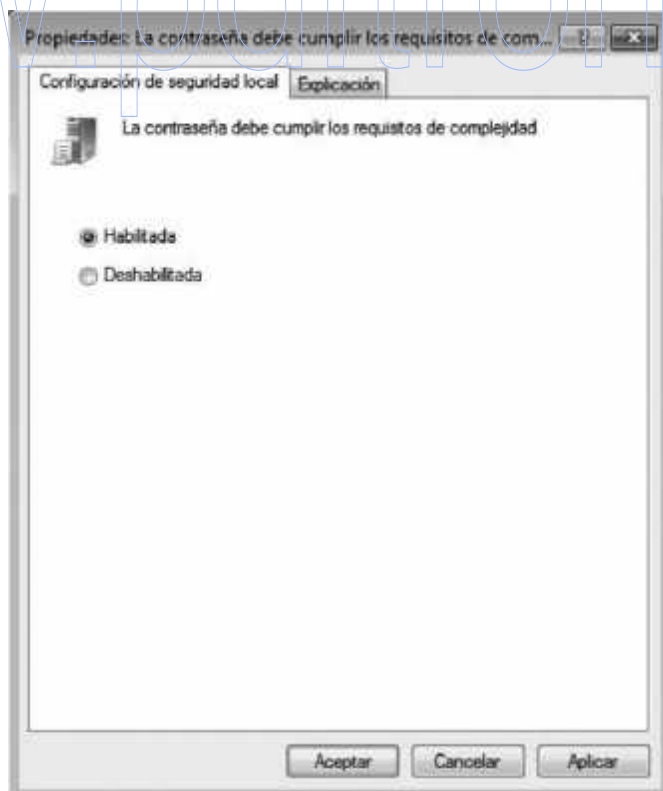 Propiedades: La contraseña debe cumplir los requisitos de com...
Configuración de seguridad local
Explicación
La contraseña debe cumplir los requistos de complejidad
Habilitada
Deshabilitada
Aceptar
Cancelar
Aplicar